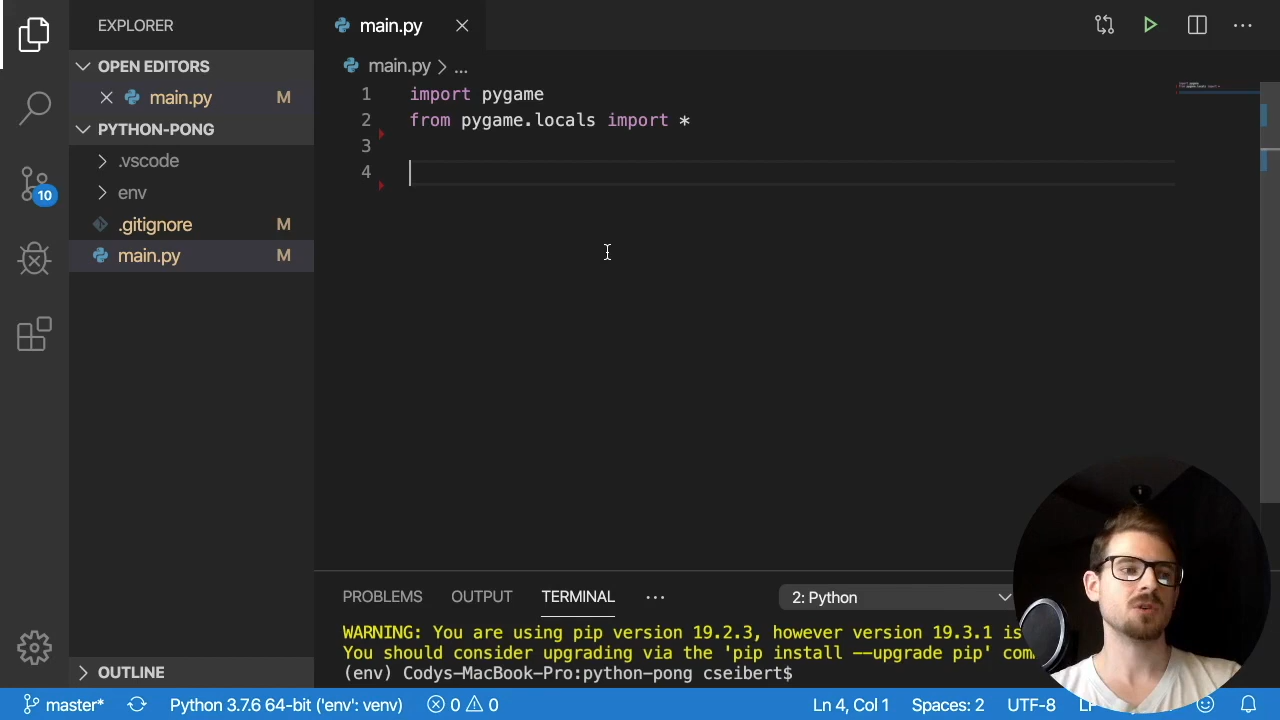 EXPLORER
OPEN EDITORS
main.py M
PYTHON-PONG
.vscode
env
.gitignore M
main.py M
OUTLINE
10
main.py
main.py > ...
1 import pygame
2 from pygame.locals import *
3
4
PROBLEMS OUTPUT TERMINAL ... 2: Python
WARNING: You are using pip version 19.2.3, however version 19.3.1 is
You should consider upgrading via the 'pip install --upgrade pip' com
(env) Codys-MacBook-Pro:python-pong cseibert$
master* Python 3.7.6 64-bit ('env': venv) 0 0 Ln 4, Col 1 Spaces: 2 UTF-8